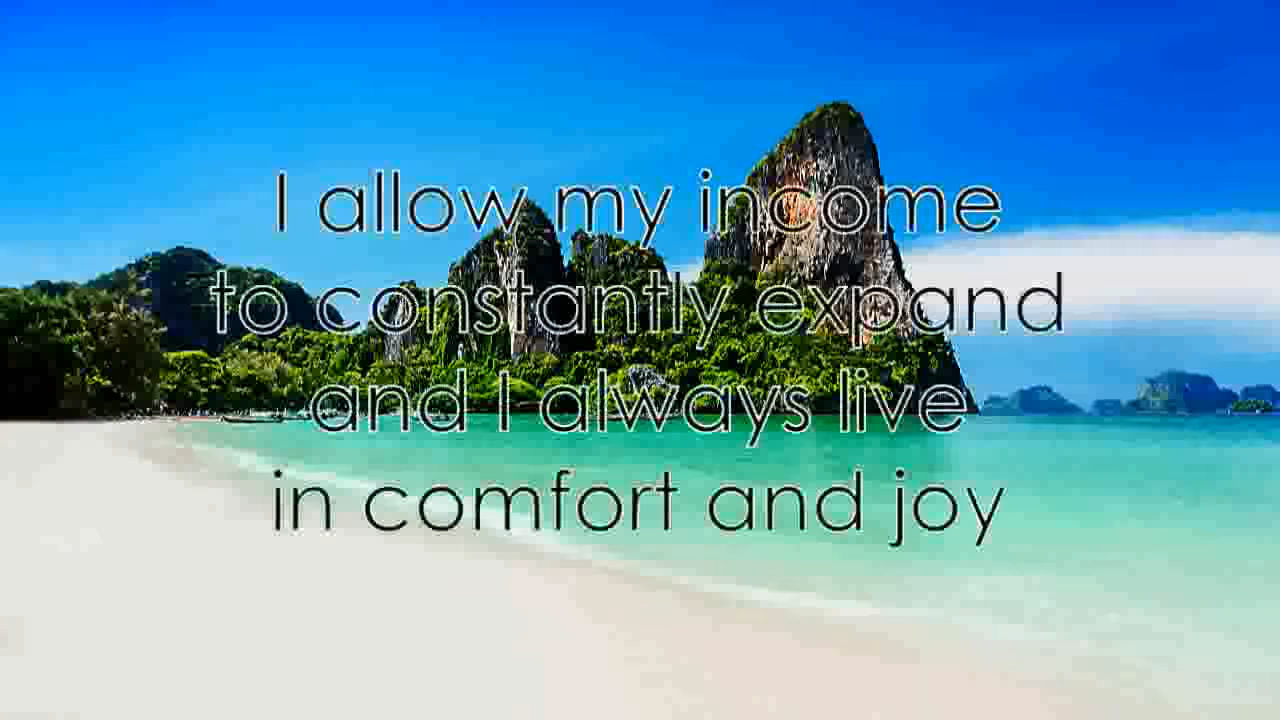 I allow my income
to constantly expand
and I always live
in comfort and joy